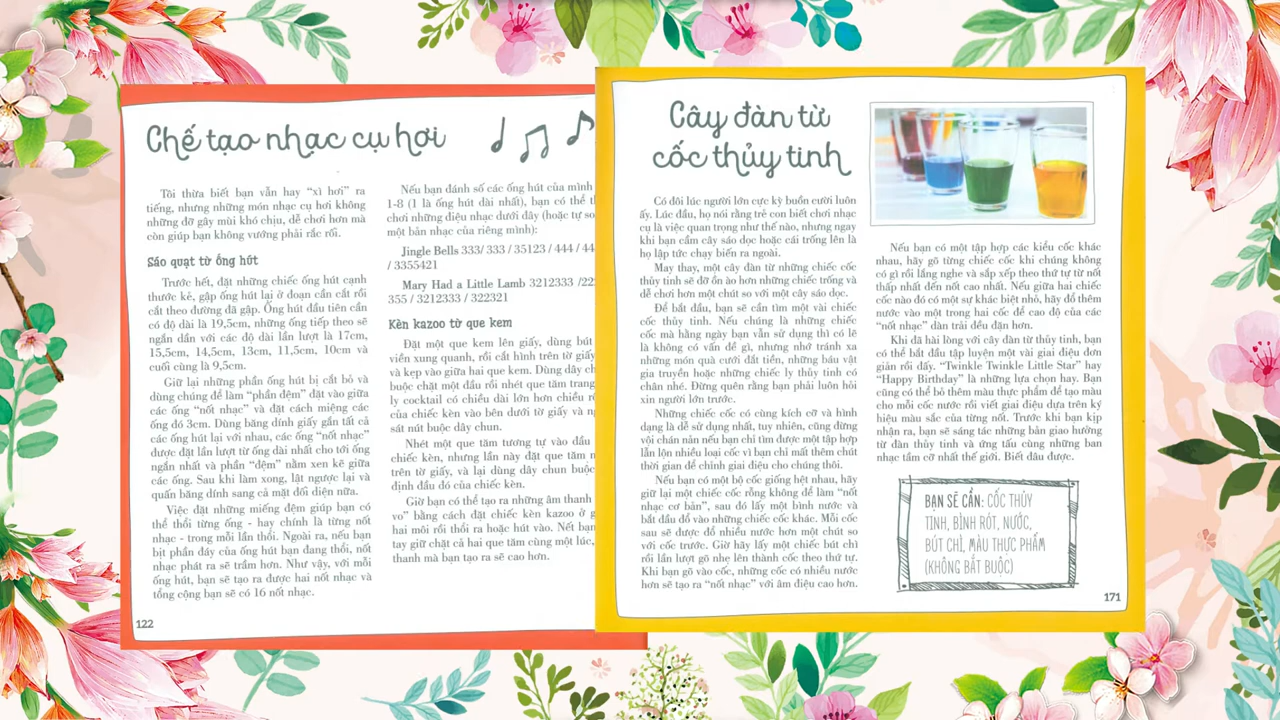 Chế tạo nhạc cụ hơi
Tôi thừa biết bạn vẫn hay “xì hơi” ra
tiếng, nhưng những món nhạc cụ hơi không
những đỡ gây mùi khó chịu, dễ chơi hơn mà
còn giúp bạn không vướng phải rắc rối.
Sáo quạt từ ống hút
Trước hết, đặt những chiếc ống hút cạnh
thước kẻ, gập ống hút lại ở đoạn cần cắt rồi
cắt theo đường đã gập. Ống hút đầu tiên cần
có độ dài là 19,5cm, những ống tiếp theo sẽ
ngắn dần với các độ dài lần lượt là 17cm,
15,5cm, 14,5cm, 13cm, 11,5cm, 10cm và
cuối cùng là 9,5cm.
Giữ lại những phần ống hút bị cắt bỏ và
dùng chúng để làm “phần đệm” đặt vào giữa
các ống “nốt nhạc” và đặt cách miệng các
ống đó 3cm. Dùng băng dính giấy gắn tất cả
các ống hút lại với nhau, các ống “nốt nhạc”
được đặt lần lượt từ ống dài nhất cho tới ống
ngắn nhất và phần “đệm” nằm xen kẽ giữa
các ống. Sau khi làm xong, lật ngược lại và
quấn băng dính sang cả mặt đối diện nữa.
Việc đặt những miếng đệm giúp bạn có
thể thổi từng ống - hay chính là từng nốt
nhạc - trong mỗi lần thổi. Ngoài ra, nếu bạn
bịt phần đáy của ống hút bạn đang thổi, nốt
nhạc phát ra sẽ trầm hơn. Như vậy, với mỗi
ống hút, bạn sẽ tạo ra được hai nốt nhạc và
tổng cộng bạn sẽ có 16 nốt nhạc.
122
Nếu bạn đánh số các ống hút của mình
1-8 (1 là ống hút dài nhất), bạn có thể
chơi những điệu nhạc dưới đây (hoặc tự
một bản nhạc của riêng mình):
Jingle Bells 333/ 333 / 35123 / 444 /
/ 3355421
Mary Had a Little Lamb 3212333
355 / 3212333 / 322321
Kèn kazoo từ que kem
Đặt một que kem lên giấy, dùng bút
viền xung quanh, rồi cắt hình trên tờ giấy
và kẹp vào giữa hai que kem. Dùng dây
buộc chặt một đầu rồi nhét que tăm trang
ly cocktail có chiều dài lớn hơn chiều
của chiếc kèn vào bên dưới tờ giấy và
sát nút buộc dây chun.
Nhét một que tăm tương tự vào đầu
chiếc kèn, nhưng lần này đặt que tăm
trên tờ giấy, và lại dùng dây chun buộc
định đầu đó của chiếc kèn.
Giờ bạn có thể tạo ra những âm thanh
vo” bằng cách đặt chiếc kèn kazoo ở
hai môi rồi thổi ra hoặc hút vào. Nếu bạn
tay giữ chặt cả hai que tăm cùng một lúc,
thanh mà bạn tạo ra sẽ cao hơn.
Cây đàn từ
cốc thủy tinh
Có đôi lúc người lớn cực kỳ buồn cười luôn
ấy. Lúc đầu, họ nói rằng trẻ con biết chơi nhạc
cụ là việc quan trọng như thế nào, nhưng ngay
khi bạn cầm cây sáo dọc hoặc cái trống lên là
họ lập tức chạy biến ra ngoài.
May thay, một cây đàn từ những chiếc cốc
thủy tinh sẽ đỡ ồn ào hơn những chiếc trống và
dễ chơi hơn một chút so với một cây sáo dọc.
Để bắt đầu, bạn sẽ cần tìm một vài chiếc
cốc thủy tinh. Nếu chúng là những chiếc
cốc mà hằng ngày bạn vẫn sử dụng thì có lẽ
là không có vấn đề gì, nhưng nhớ tránh xa
những món quà cưới đắt tiền, những báu vật
gia truyền hoặc những chiếc ly thủy tinh có
chân nhé. Đừng quên rằng bạn phải luôn hỏi
xin người lớn trước.
Những chiếc cốc có cùng kích cỡ và hình
dạng là dễ sử dụng nhất, tuy nhiên, cũng đừng
vội chán nản nếu bạn chỉ tìm được một tập hợp
lẫn lộn nhiều loại cốc vì bạn chỉ mất thêm chút
thời gian để chỉnh giai điệu cho chúng thôi.
Nếu bạn có một bộ cốc giống hệt nhau, hãy
giữ lại một chiếc cốc rỗng không để làm “nốt
nhạc cơ bản”, sau đó lấy một bình nước và
bắt đầu đổ vào những chiếc cốc khác. Mỗi cốc
sau sẽ được đổ nhiều nước hơn một chút so
với cốc trước. Giờ hãy lấy một chiếc bút chì
rồi lần lượt gõ nhẹ lên thành cốc theo thứ tự.
Khi bạn gõ vào cốc, những cốc có nhiều nước
hơn sẽ tạo ra “nốt nhạc” với âm điệu cao hơn.
Nếu bạn có một tập hợp các kiểu cốc khác
nhau, hãy gõ từng chiếc cốc khi chúng không
có gì rồi lắng nghe và sắp xếp theo thứ tự từ nốt
thấp nhất đến nốt cao nhất. Nếu giữa hai chiếc
cốc nào đó có một sự khác biệt nhỏ, hãy đổ thêm
nước vào một trong hai cốc để cao độ của các
“nốt nhạc” dàn trải đều đặn hơn.
Khi đã hài lòng với cây đàn từ thủy tinh, bạn
có thể bắt đầu tập luyện một vài giai điệu đơn
giản rồi đấy. “Twinkle Twinkle Little Star” hay
“Happy Birthday” là những lựa chọn hay. Bạn
cũng có thể bỏ thêm màu thực phẩm để tạo màu
cho mỗi cốc nước rồi viết giai điệu dựa trên ký
hiệu màu sắc của từng nốt. Trước khi bạn kịp
nhận ra, bạn sẽ sáng tác những bản giao hưởng
từ đàn thủy tinh và ứng tấu cùng những ban
nhạc tầm cỡ nhất thế giới. Biết đâu được.
BẠN SẼ CẦN: CỐC THỦY
TINH, BÌNH RÓT, NƯỚC,
BÚT CHÌ, MÀU THỰC PHẨM
(KHÔNG BẮT BUỘC)
171